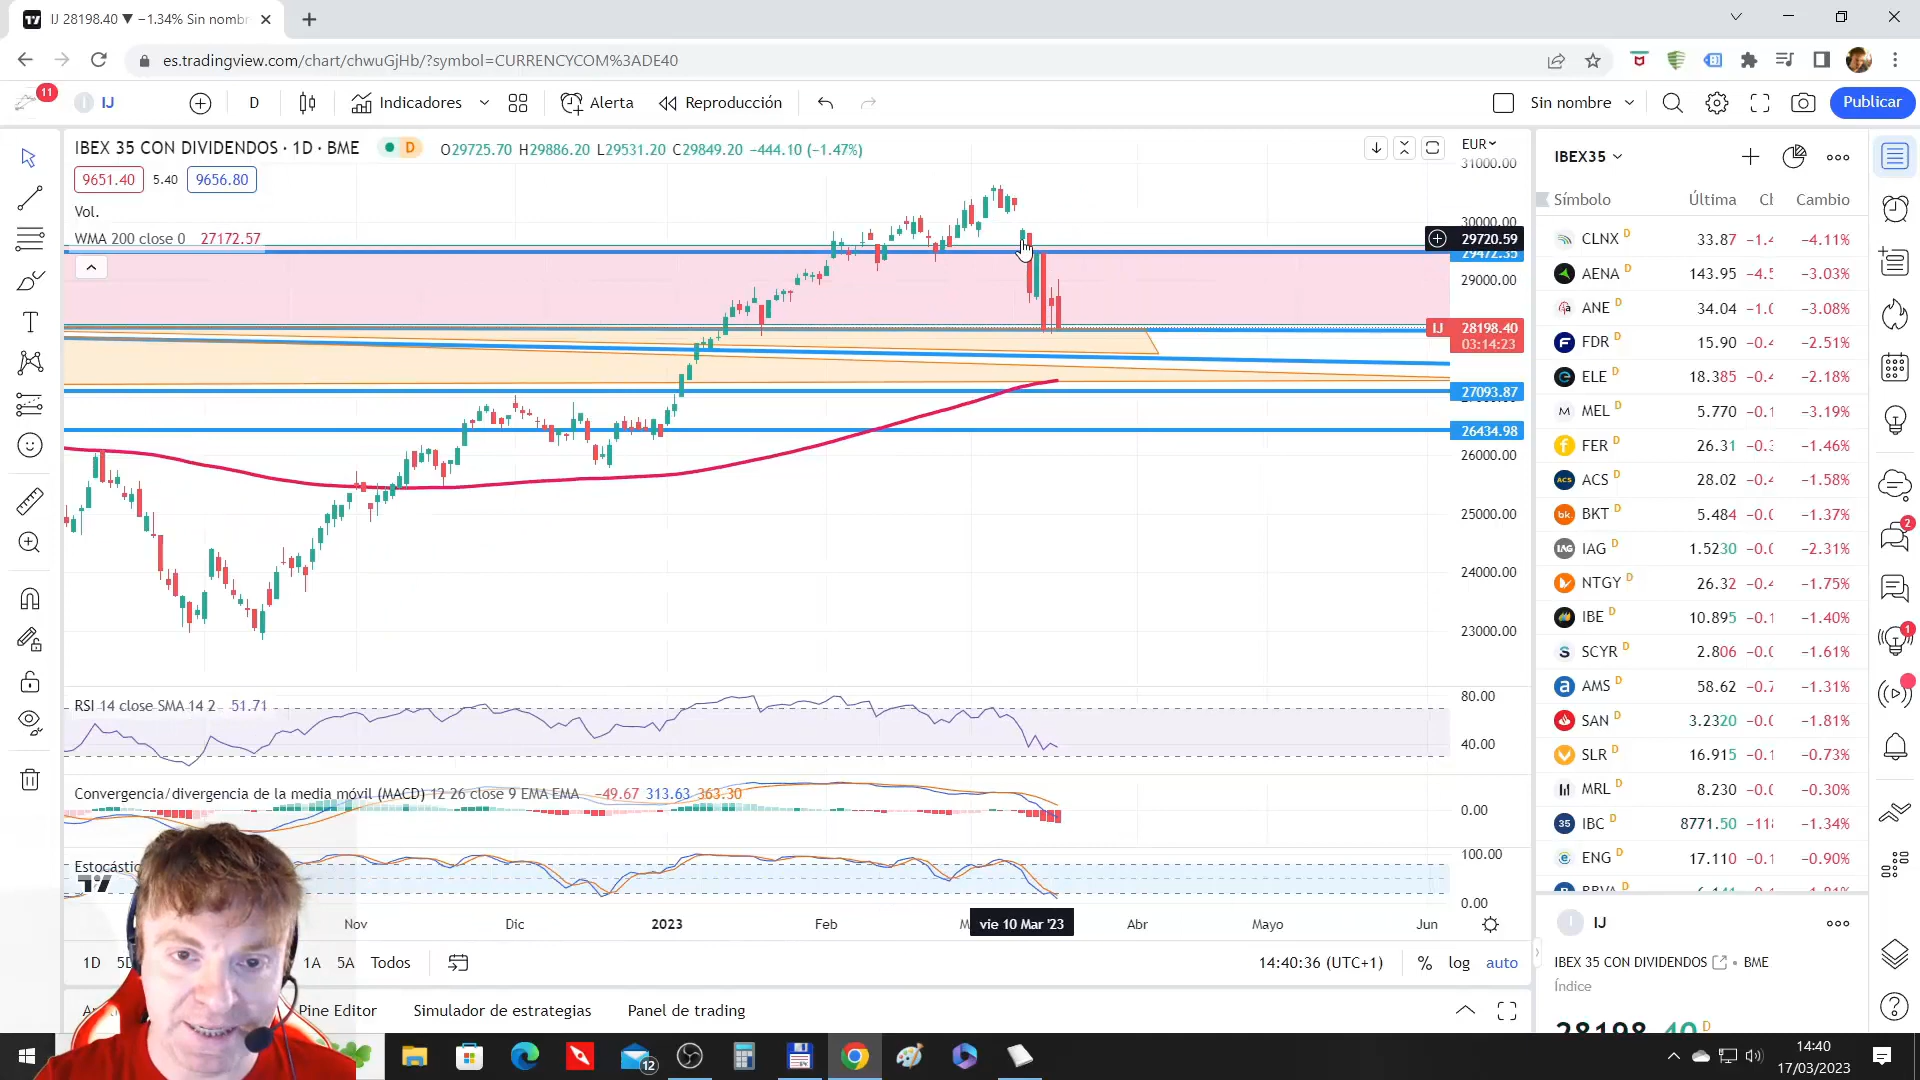 IJ 28198.40 ▼ −1.34% Sin nombr
es.tradingview.com/chart/chwuGjHb/?symbol=CURRENCYCOM%3ADE40
11
IJ
D
Indicadores
Alerta
Reproducción
Sin nombre
Publicar
IBEX 35 CON DIVIDENDOS · 1D · BME
D
O29725.70 H29886.20 L29531.20 C29849.20 −444.10 (−1.47%)
EUR
9651.40
5.40
9656.80
Vol.
WMA 200 close 0 27172.57
31000.00
30000.00
29720.59
29472.35
29000.00
IJ 28198.40
03:14:23
27093.87
26434.98
26000.00
25000.00
24000.00
23000.00
RSI 14 close SMA 14 2 51.71
80.00
40.00
Convergencia/divergencia de la media móvil (MACD) 12 26 close 9 EMA EMA −49.67 313.63 363.30
0.00
Estocástic
100.00
0.00
Nov
Dic
2023
Feb
M
vie 10 Mar '23
Abr
Mayo
Jun
1D
1A
5A
Todos
14:40:36 (UTC+1)
%
log
auto
Pine Editor
Simulador de estrategias
Panel de trading
IBEX35
Símbolo Última Cambio
CLNX D 33.87 −1.4 −4.11%
AENA D 143.95 −4.5 −3.03%
ANE D 34.04 −1.0 −3.08%
FDR D 15.90 −0.4 −2.51%
ELE D 18.385 −0.4 −2.18%
MEL D 5.770 −0.1 −3.19%
FER D 26.31 −0.3 −1.46%
ACS D 28.02 −0.4 −1.58%
BKT D 5.484 −0.0 −1.37%
IAG D 1.5230 −0.0 −2.31%
NTGY D 26.32 −0.4 −1.75%
IBE D 10.895 −0.1 −1.40%
SCYR D 2.806 −0.0 −1.61%
AMS D 58.62 −0.7 −1.31%
SAN D 3.2320 −0.0 −1.81%
SLR D 16.915 −0.1 −0.73%
MRL D 8.230 −0.0 −0.30%
IBC D 8771.50 −118 −1.34%
ENG D 17.110 −0.1 −0.90%
IJ
IBEX 35 CON DIVIDENDOS • BME
Índice
28198.40 D
2
1
12
14:40
17/03/2023